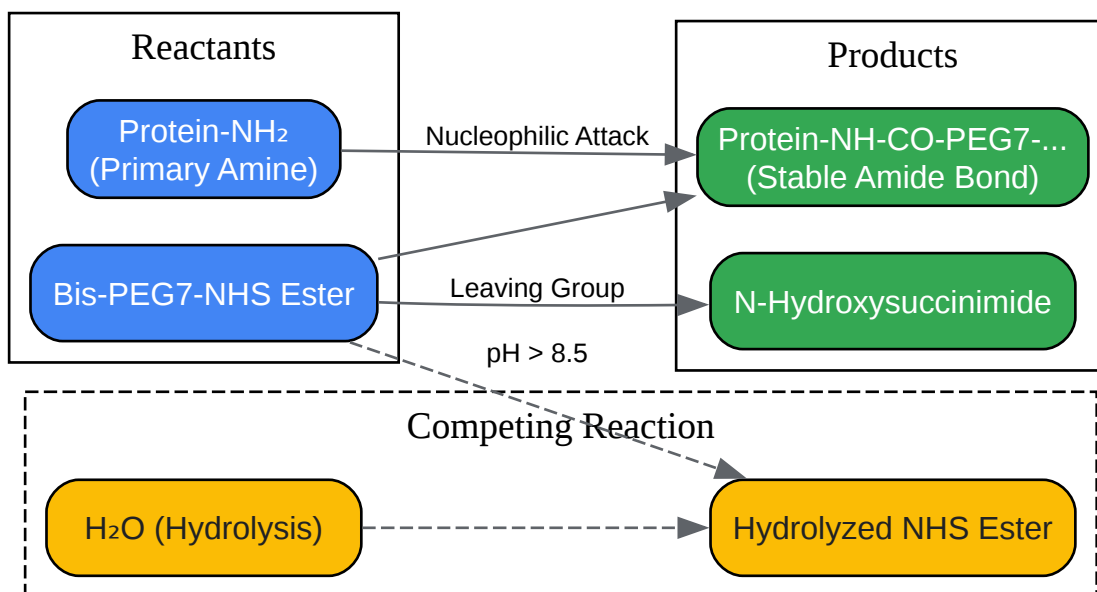 Reactants
Products
Protein-NH₂
(Primary Amine)
Nucleophilic Attack
Protein-NH-CO-PEG7-...
(Stable Amide Bond)
Bis-PEG7-NHS Ester
Leaving Group
N-Hydroxysuccinimide
pH > 8.5
Competing Reaction
H₂O (Hydrolysis)
Hydrolyzed NHS Ester